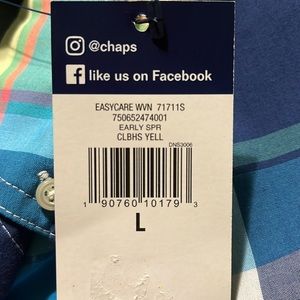 @chaps
like us on Facebook
EASYCARE WVN 71711S
750652474001
EARLY SPR
CLBHS YELL
DNS3006
1 90760 10179 3
L